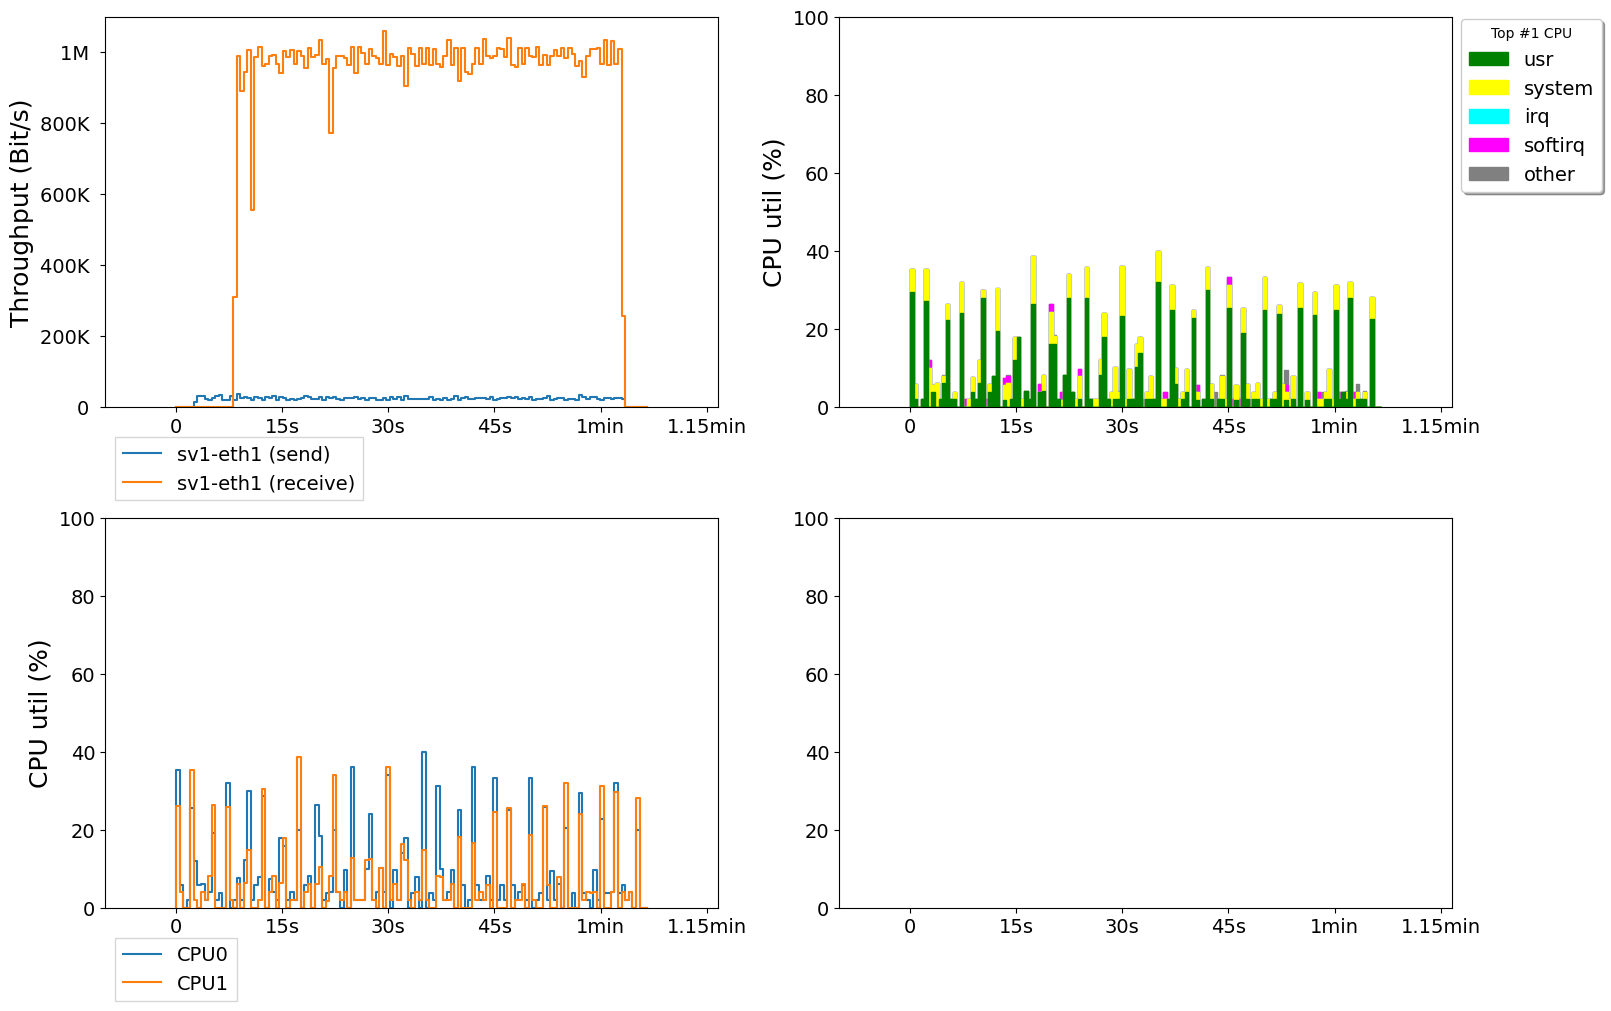 Throughput (Bit/s)
1M
800K
600K
400K
200K
0
0 15s 30s 45s 1min 1.15min
sv1-eth1 (send)
sv1-eth1 (receive)
CPU util (%)
100
80
60
40
20
0
0 15s 30s 45s 1min 1.15min
Top #1 CPU
usr
system
irq
softirq
other
CPU util (%)
100
80
60
40
20
0
0 15s 30s 45s 1min 1.15min
CPU0
CPU1
100
80
60
40
20
0
0 15s 30s 45s 1min 1.15min